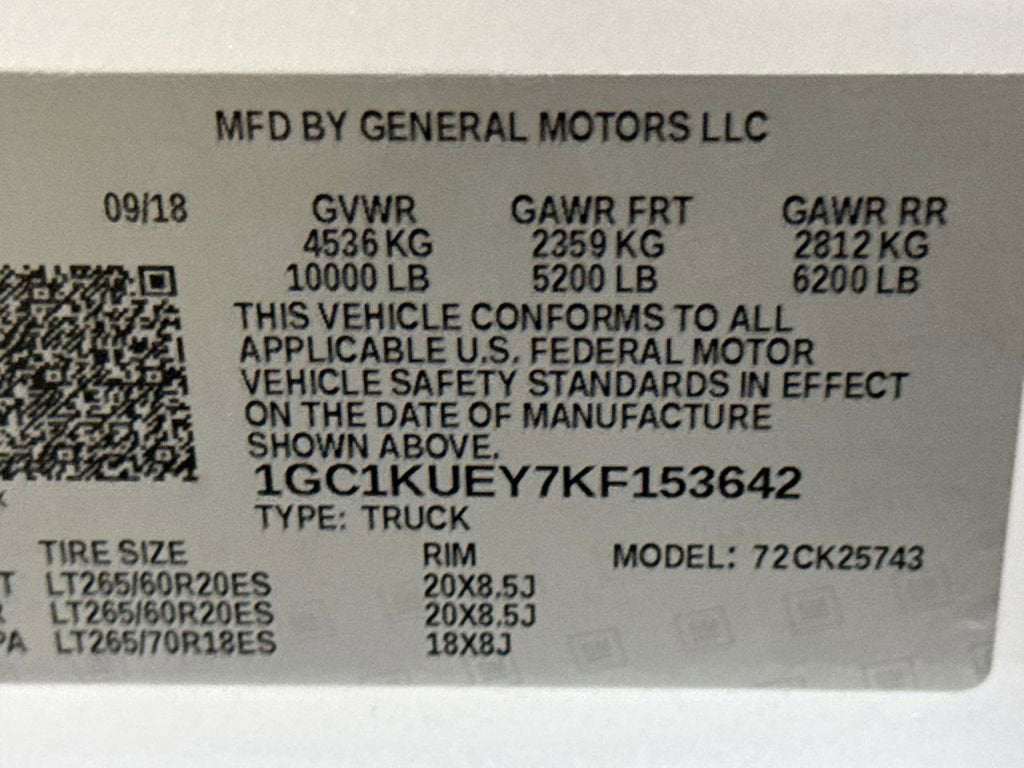 MFD BY GENERAL MOTORS LLC
09/18 GVWR GAWR FRT GAWR RR
4536 KG 2359 KG 2812 KG
10000 LB 5200 LB 6200 LB
THIS VEHICLE CONFORMS TO ALL
APPLICABLE U.S. FEDERAL MOTOR
VEHICLE SAFETY STANDARDS IN EFFECT
ON THE DATE OF MANUFACTURE
SHOWN ABOVE.
1GC1KUEY7KF153642
TYPE: TRUCK
TIRE SIZE RIM MODEL: 72CK25743
T LT265/60R20ES 20X8.5J
R LT265/60R20ES 20X8.5J
PA LT265/70R18ES 18X8J